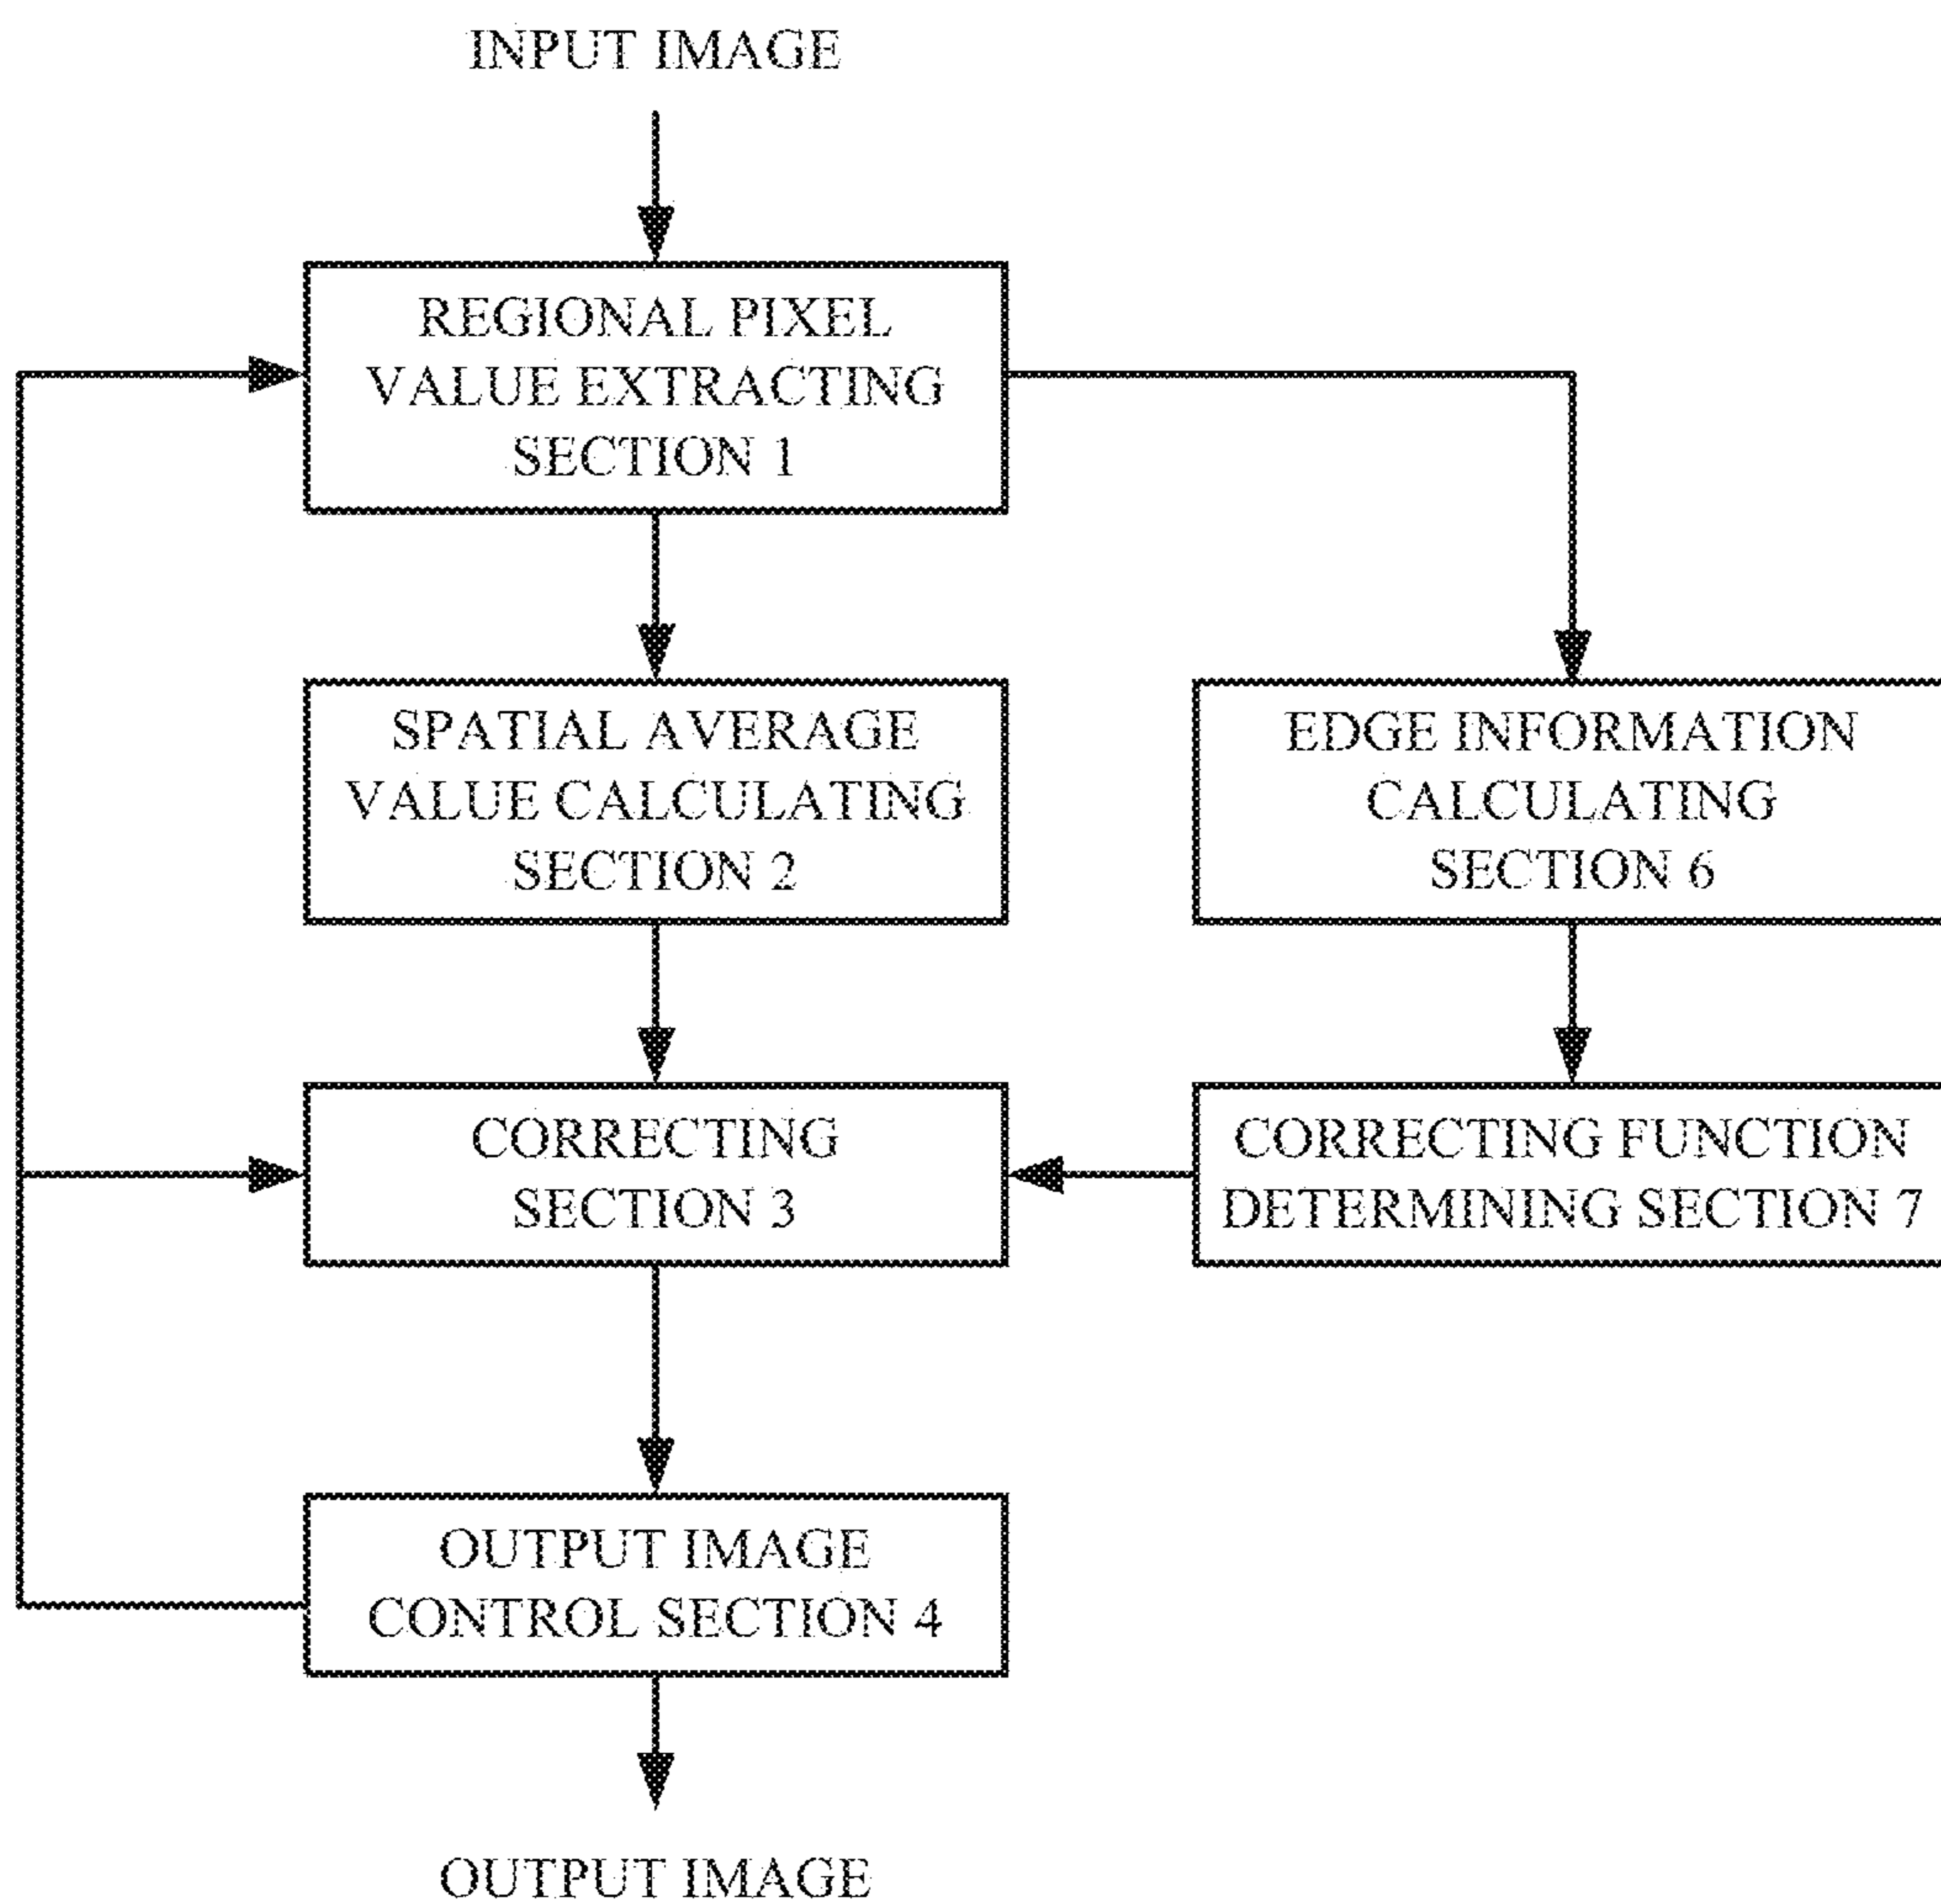 INPUT IMAGE
REGIONAL PIXEL
VALUE EXTRACTING
SECTION 1
SPATIAL AVERAGE
VALUE CALCULATING
SECTION 2
EDGE INFORMATION
CALCULATING
SECTION 6
CORRECTING
SECTION 3
CORRECTING FUNCTION
DETERMINING SECTION 7
OUTPUT IMAGE
CONTROL SECTION 4
OUTPUT IMAGE